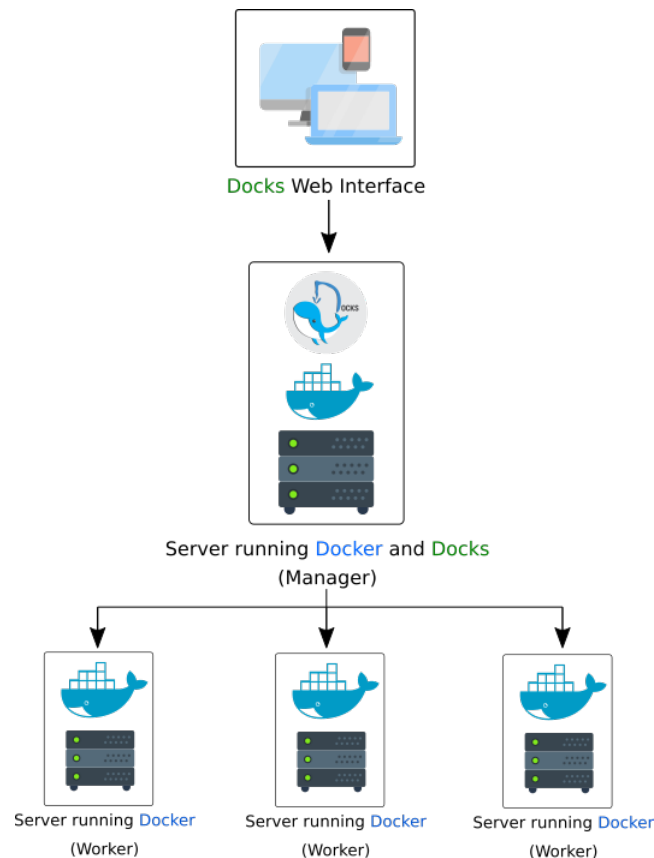 Docks Web Interface
OCKS
Server running Docker and Docks
(Manager)
Server running Docker
(Worker)
Server running Docker
(Worker)
Server running Docker
(Worker)